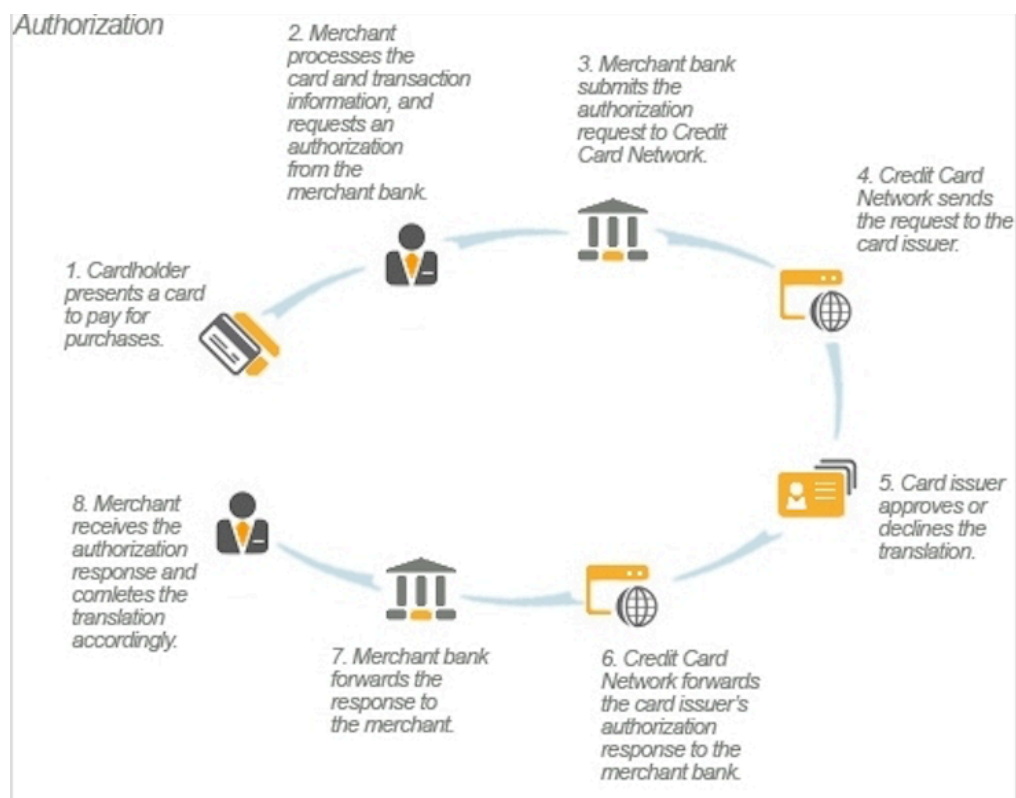 Authorization
1. Cardholder
presents a card
to pay for
purchases.
2. Merchant
processes the
card and transaction
information, and
requests an
authorization
from the
merchant bank.
3. Merchant bank
submits the
authorization
request to Credit
Card Network.
4. Credit Card
Network sends
the request to the
card issuer.
5. Card issuer
approves or
declines the
translation.
6. Credit Card
Network forwards
the card issuer's
authorization
response to the
merchant bank.
7. Merchant bank
forwards the
response to
the merchant.
8. Merchant
receives the
authorization
response and
comletes the
translation
accordingly.